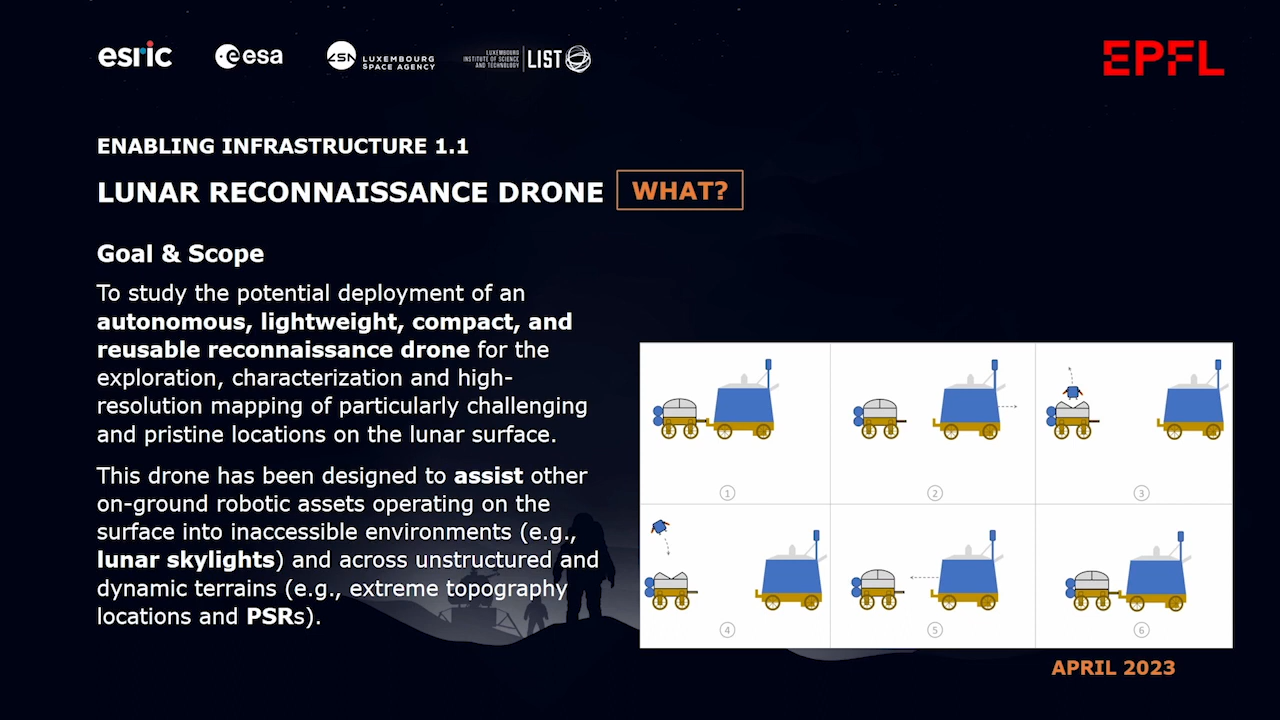 esric
esa
LSA
LUXEMBOURG
SPACE AGENCY
LUXEMBOURG
INSTITUTE OF SCIENCE
AND TECHNOLOGY
LIST
EPFL
ENABLING INFRASTRUCTURE 1.1
LUNAR RECONNAISSANCE DRONE WHAT?
Goal & Scope
To study the potential deployment of an
autonomous, lightweight, compact, and
reusable reconnaissance drone for the
exploration, characterization and high-
resolution mapping of particularly challenging
and pristine locations on the lunar surface.
This drone has been designed to assist other
on-ground robotic assets operating on the
surface into inaccessible environments (e.g.,
lunar skylights) and across unstructured and
dynamic terrains (e.g., extreme topography
locations and PSRs).
1
2
3
4
5
6
APRIL 2023